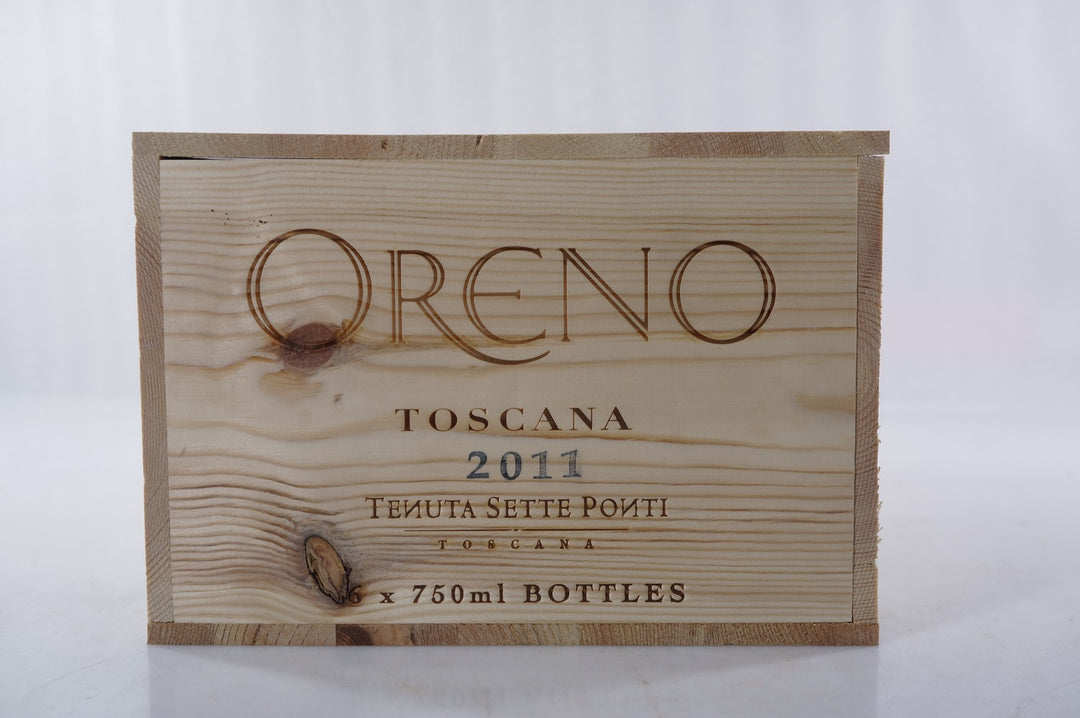 ORENO
TOSCANA
2011
TENUTA SETTE PONTI
TOSCANA
6 x 750ml BOTTLES